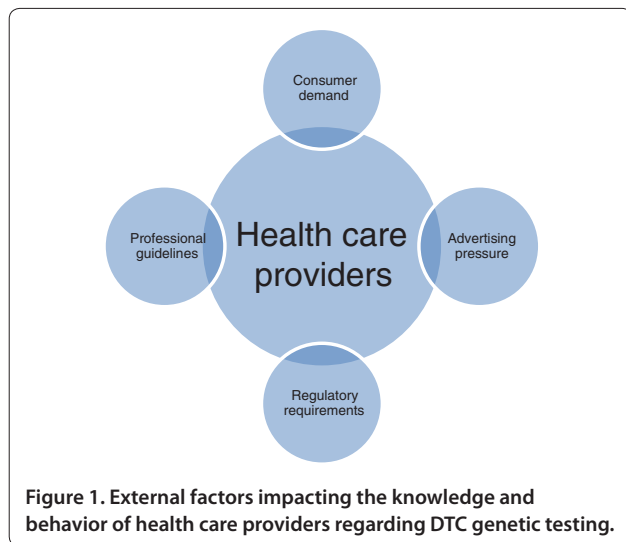 Consumer
demand
Professional
guidelines
Health care
providers
Advertising
pressure
Regulatory
requirements
Figure 1. External factors impacting the knowledge and
behavior of health care providers regarding DTC genetic testing.